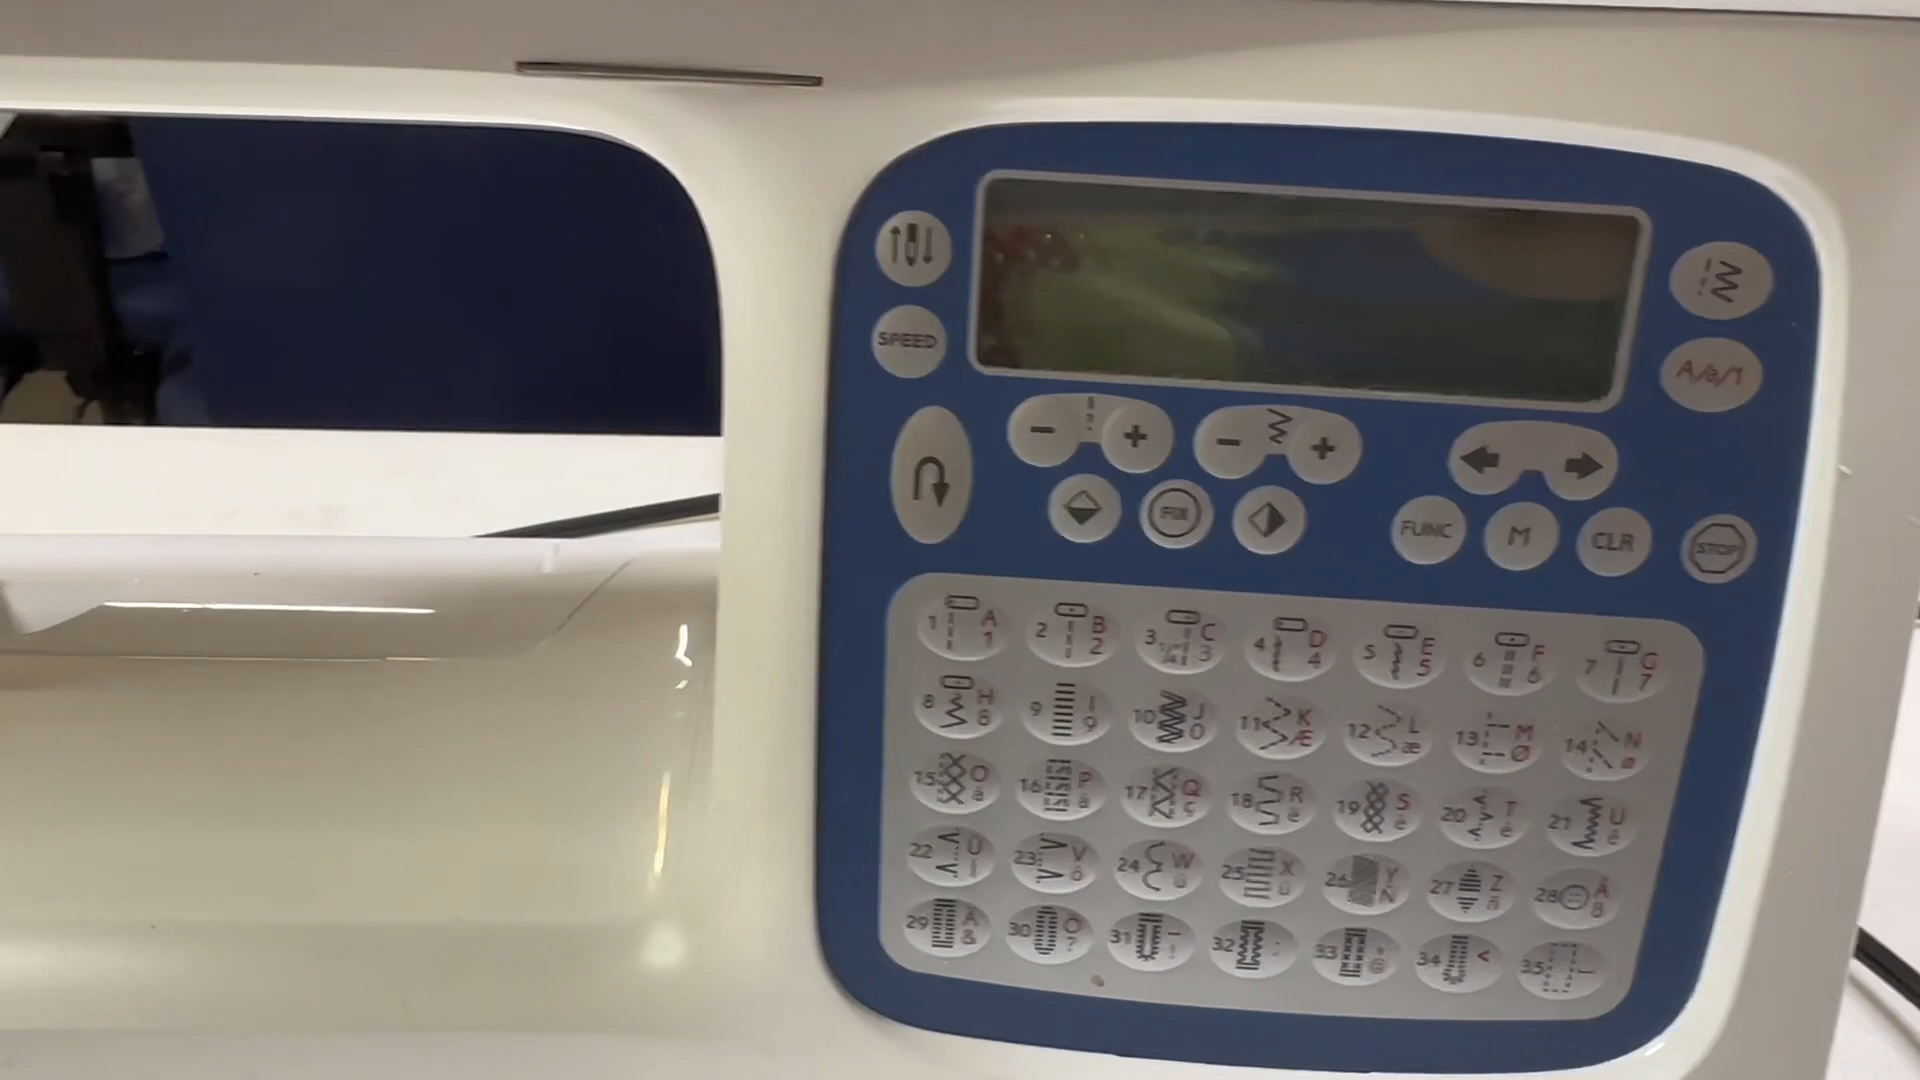 SPEED
A/a/1
FIX
FUNC M CLR STOP
1 A 1 2 B 2 3 C 3 4 D 4 5 E 5 6 F 6 7 G 7
8 H 8 9 I 9 10 J 0 11 K Æ 12 L æ 13 M Ø 14 N ø
15 O 16 P 17 Q 18 R 19 S 20 T 21 U
22 23 V 24 W 25 X 26 Y 27 Z 28
29 30 31 32 33 34 35